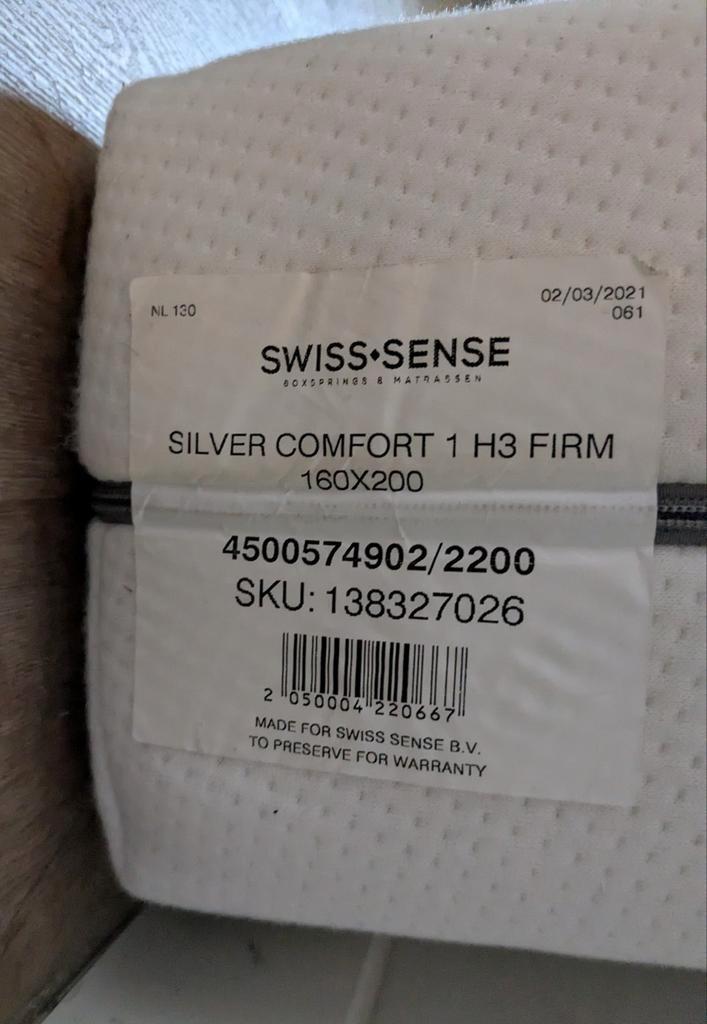 NL 130
02/03/2021
061
SWISS♦SENSE
BOXSPRINGS & MATRASSEN
SILVER COMFORT 1 H3 FIRM
160X200
4500574902/2200
SKU: 138327026
2 050004 220667
MADE FOR SWISS SENSE B.V.
TO PRESERVE FOR WARRANTY